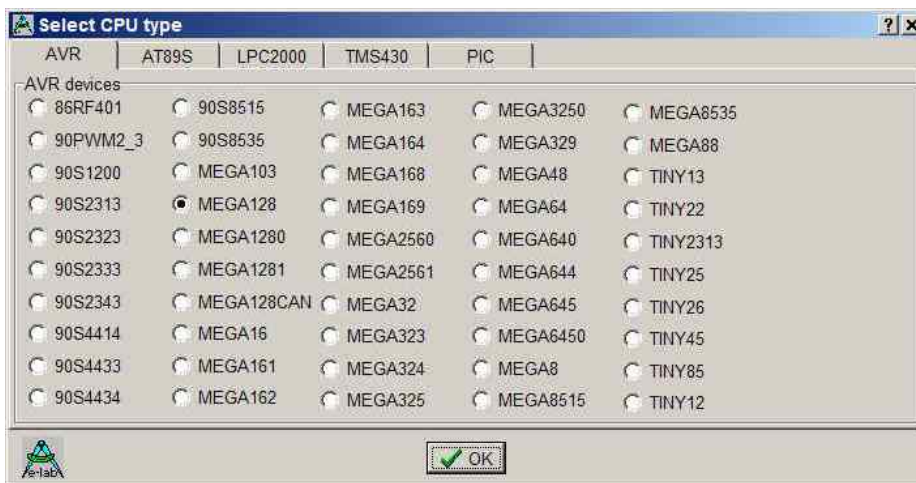 Select CPU type
AVR AT89S LPC2000 TMS430 PIC
AVR devices
86RF401 90S8515 MEGA163 MEGA3250 MEGA8535
90PWM2_3 90S8535 MEGA164 MEGA329 MEGA88
90S1200 MEGA103 MEGA168 MEGA48 TINY13
90S2313 MEGA128 MEGA169 MEGA64 TINY22
90S2323 MEGA1280 MEGA2560 MEGA640 TINY2313
90S2333 MEGA1281 MEGA2561 MEGA644 TINY25
90S2343 MEGA128CAN MEGA32 MEGA645 TINY26
90S4414 MEGA16 MEGA323 MEGA6450 TINY45
90S4433 MEGA161 MEGA324 MEGA8 TINY85
90S4434 MEGA162 MEGA325 MEGA8515 TINY12
e-lab
OK